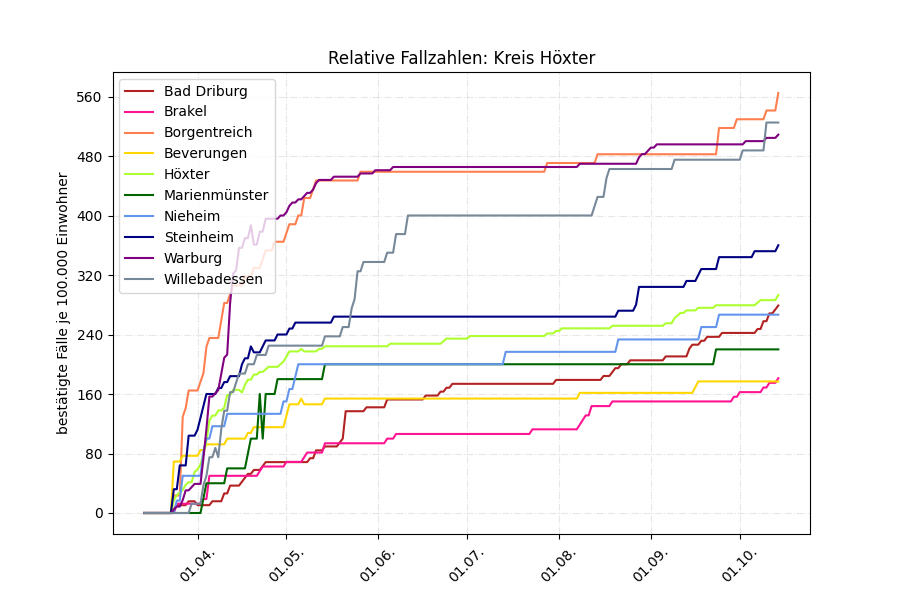 Relative Fallzahlen: Kreis Höxter
bestätigte Fälle je 100.000 Einwohner
560
480
400
320
240
160
80
0
Bad Driburg
Brakel
Borgentreich
Beverungen
Höxter
Marienmünster
Nieheim
Steinheim
Warburg
Willebadessen
01.04.
01.05.
01.06.
01.07.
01.08.
01.09.
01.10.